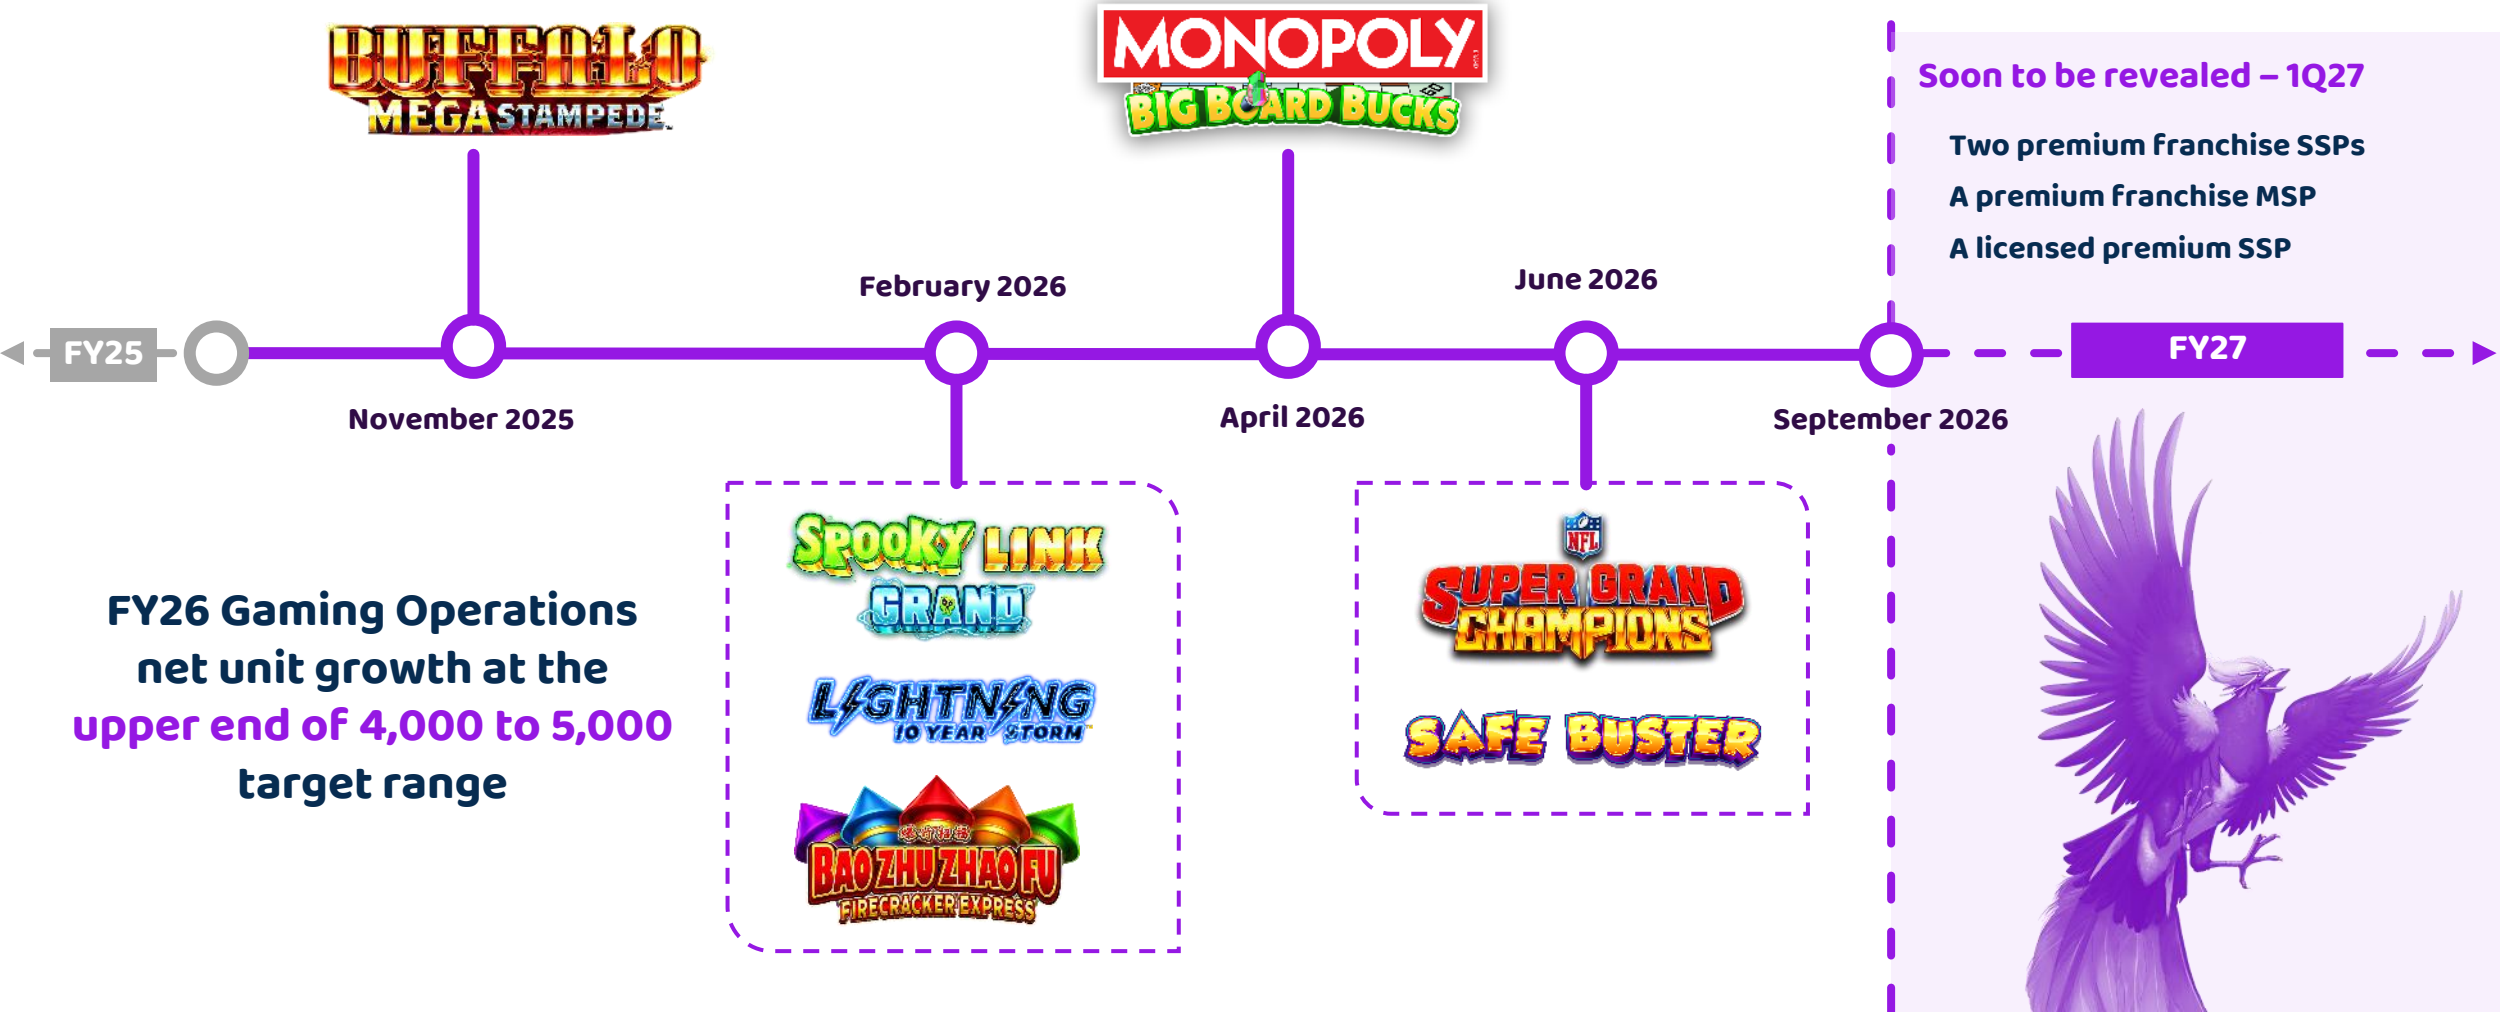 BUFFALO
MEGA STAMPEDE™
MONOPOLY
BIG BOARD BUCKS
Soon to be revealed – 1Q27
Two premium franchise SSPs
A premium franchise MSP
A licensed premium SSP
February 2026
June 2026
FY25
FY27
November 2025
April 2026
September 2026
FY26 Gaming Operations
net unit growth at the
upper end of 4,000 to 5,000
target range
SPOOKY LINK
GRAND
LIGHTNING
10 YEAR STORM™
BAO ZHU ZHAO FU
FIRECRACKER EXPRESS
NFL
SUPER GRAND
CHAMPIONS
SAFE BUSTER